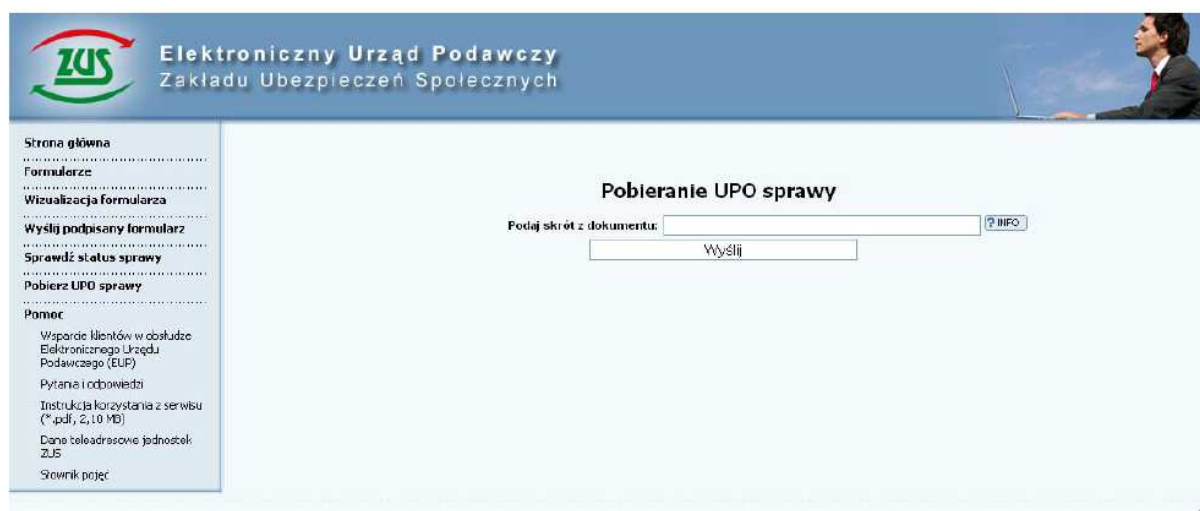 ZUS
Elektroniczny Urząd Podawczy
Zakładu Ubezpieczeń Społecznych
Strona główna
Formularze
Wizualizacja formularza
Wyślij podpisany formularz
Sprawdź status sprawy
Pobierz UPO sprawy
Pomoc
Wsparcie klientów w obsłudze
Elektronicznego Urzędu
Podawczego (EUP)
Pytania i odpowiedzi
Instrukcja korzystania z serwisu
(*.pdf, 2,10 MB)
Dane teleadresowe jednostek
ZUS
Słownik pojęć
Pobieranie UPO sprawy
Podaj skrót z dokumentu:
? INFO
Wyślij